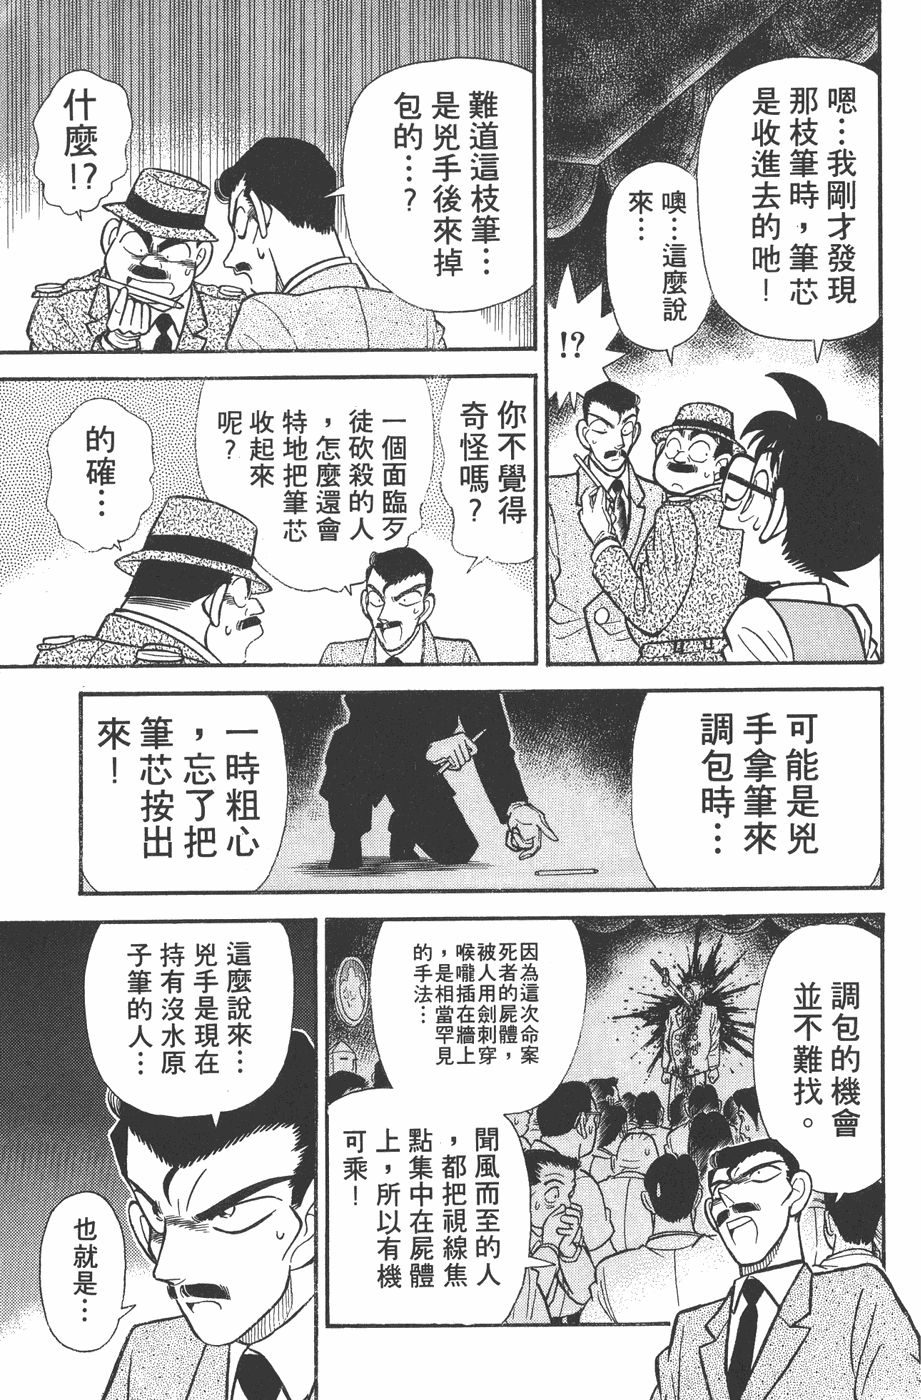 嗯…我剛才發現
那枝筆時，筆芯
是收進去的吔！
噢…這麼說
來…
!?
難道這枝筆…
是兇手後來掉
包的…?
什麼!?
你不覺得
奇怪嗎?
一個面臨歹
徒砍殺的人
，怎麼還會
特地把筆芯
收起來
呢?
的確…
可能是兇
手拿筆來
調包時…
一時粗心
，忘了把
筆芯按出
來！
調包的機會
並不難找。
因為這次命案
死者的屍體，
被人用劍刺穿
喉嚨插在牆上
，是相當罕見
的手法…
聞風而至的人
，都把視線焦
點集中在屍體
上，所以有機
可乘！
這麼說來…
兇手是現在
持有沒水原
子筆的人…
也就是…